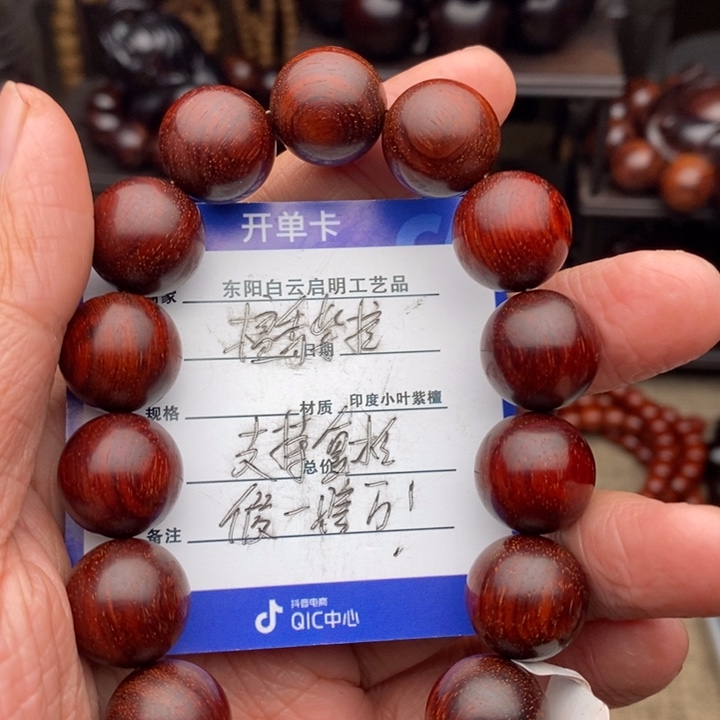 开单卡
家 东阳白云启明工艺品
檀香紫檀
日期
规格 材质 印度小叶紫檀
支持复检
总价
假一赔万！
备注
抖音电商
QIC中心